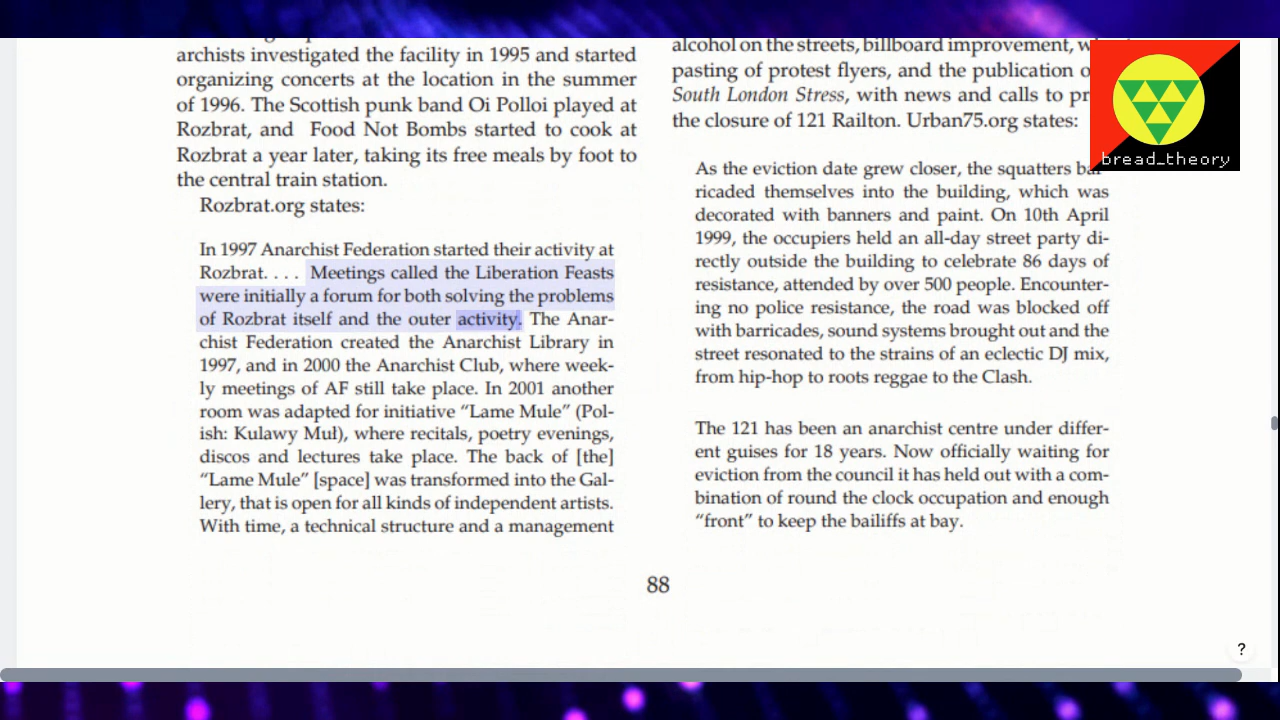 archists investigated the facility in 1995 and started
organizing concerts at the location in the summer
of 1996. The Scottish punk band Oi Polloi played at
Rozbrat, and Food Not Bombs started to cook at
Rozbrat a year later, taking its free meals by foot to
the central train station.
Rozbrat.org states:
In 1997 Anarchist Federation started their activity at
Rozbrat. . . . Meetings called the Liberation Feasts
were initially a forum for both solving the problems
of Rozbrat itself and the outer activity. The Anar-
chist Federation created the Anarchist Library in
1997, and in 2000 the Anarchist Club, where week-
ly meetings of AF still take place. In 2001 another
room was adapted for initiative “Lame Mule” (Pol-
ish: Kulawy Muł), where recitals, poetry evenings,
discos and lectures take place. The back of [the]
“Lame Mule” [space] was transformed into the Gal-
lery, that is open for all kinds of independent artists.
With time, a technical structure and a management
alcohol on the streets, billboard improvement,
pasting of protest flyers, and the publication
South London Stress, with news and calls to
the closure of 121 Railton. Urban75.org states:
As the eviction date grew closer, the squatters
ricaded themselves into the building, which was
decorated with banners and paint. On 10th April
1999, the occupiers held an all-day street party di-
rectly outside the building to celebrate 86 days of
resistance, attended by over 500 people. Encounter-
ing no police resistance, the road was blocked off
with barricades, sound systems brought out and the
street resonated to the strains of an eclectic DJ mix,
from hip-hop to roots reggae to the Clash.
The 121 has been an anarchist centre under differ-
ent guises for 18 years. Now officially waiting for
eviction from the council it has held out with a com-
bination of round the clock occupation and enough
“front” to keep the bailiffs at bay.
88
bread_theory
?